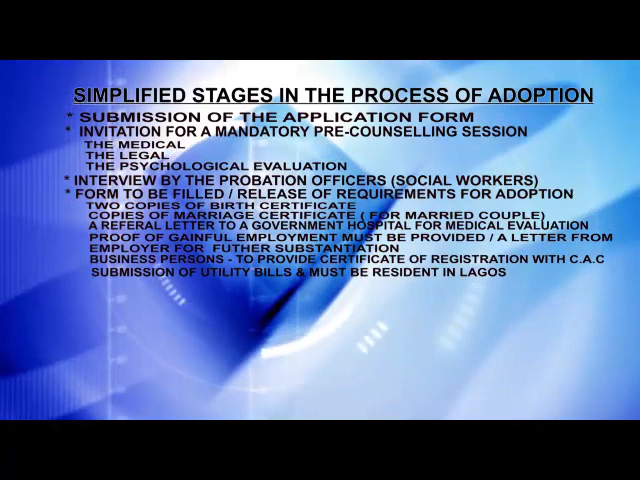 SIMPLIFIED STAGES IN THE PROCESS OF ADOPTION
* SUBMISSION OF THE APPLICATION FORM
* INVITATION FOR A MANDATORY PRE-COUNSELLING SESSION
THE MEDICAL
THE LEGAL
THE PSYCHOLOGICAL EVALUATION
* INTERVIEW BY THE PROBATION OFFICERS (SOCIAL WORKERS)
* FORM TO BE FILLED / RELEASE OF REQUIREMENTS FOR ADOPTION
TWO COPIES OF BIRTH CERTIFICATE
COPIES OF MARRIAGE CERTIFICATE ( FOR MARRIED COUPLE)
A REFERAL LETTER TO A GOVERNMENT HOSPITAL FOR MEDICAL EVALUATION
PROOF OF GAINFUL EMPLOYMENT MUST BE PROVIDED / A LETTER FROM
EMPLOYER FOR FUTHER SUBSTANTIATION
BUSINESS PERSONS - TO PROVIDE CERTIFICATE OF REGISTRATION WITH C.A.C
SUBMISSION OF UTILITY BILLS & MUST BE RESIDENT IN LAGOS